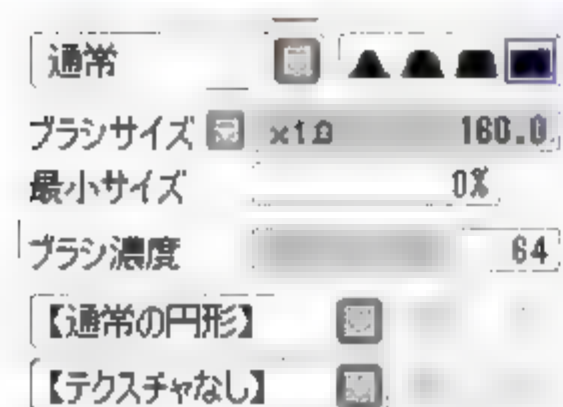 通常
ブラシサイズ 160.0
最小サイズ 0%
ブラシ濃度 64
【通常の円形】
【テクスチャなし】